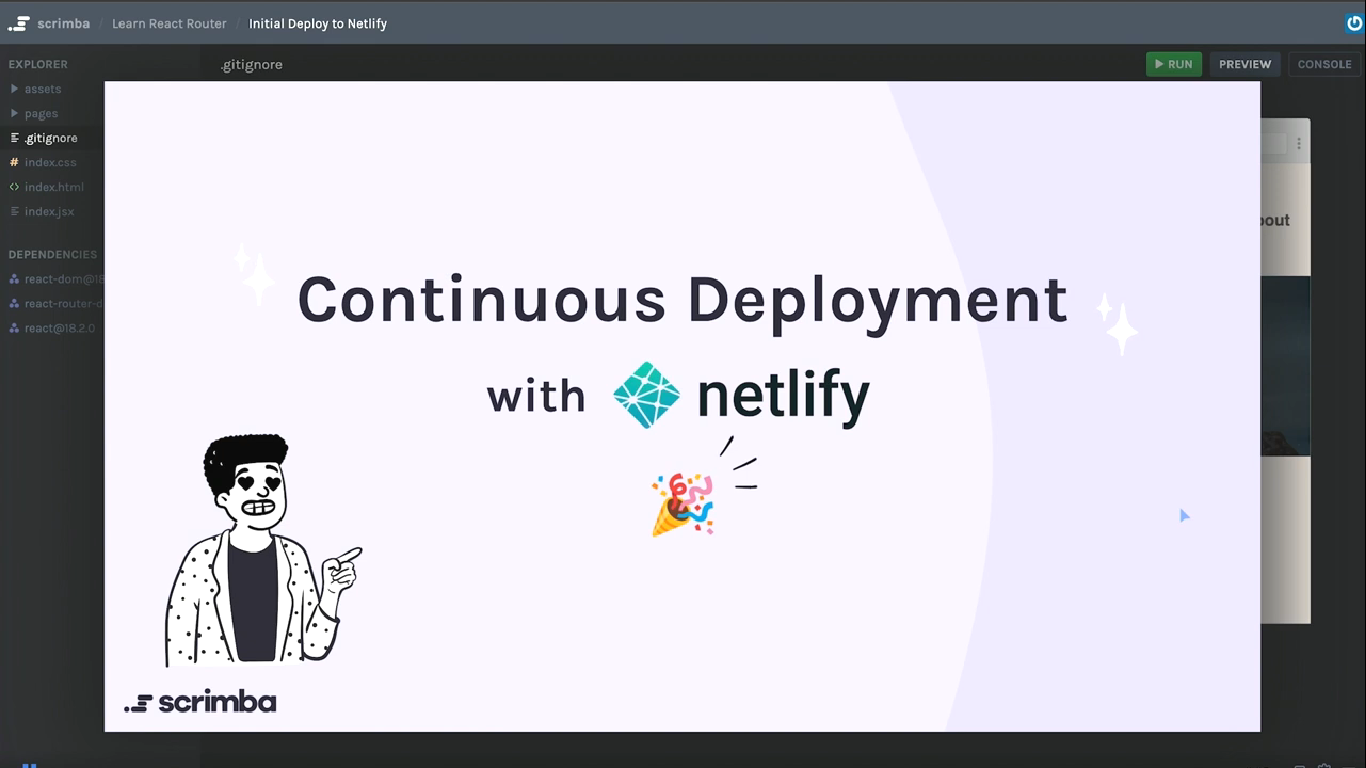 scrimba / Learn React Router / Initial Deploy to Netlify
EXPLORER
assets
pages
.gitignore
index.css
index.html
index.jsx
DEPENDENCIES
react-dom@18
react-router-d
react@18.2.0
.gitignore
RUN
PREVIEW
CONSOLE
Continuous Deployment
with netlify
scrimba